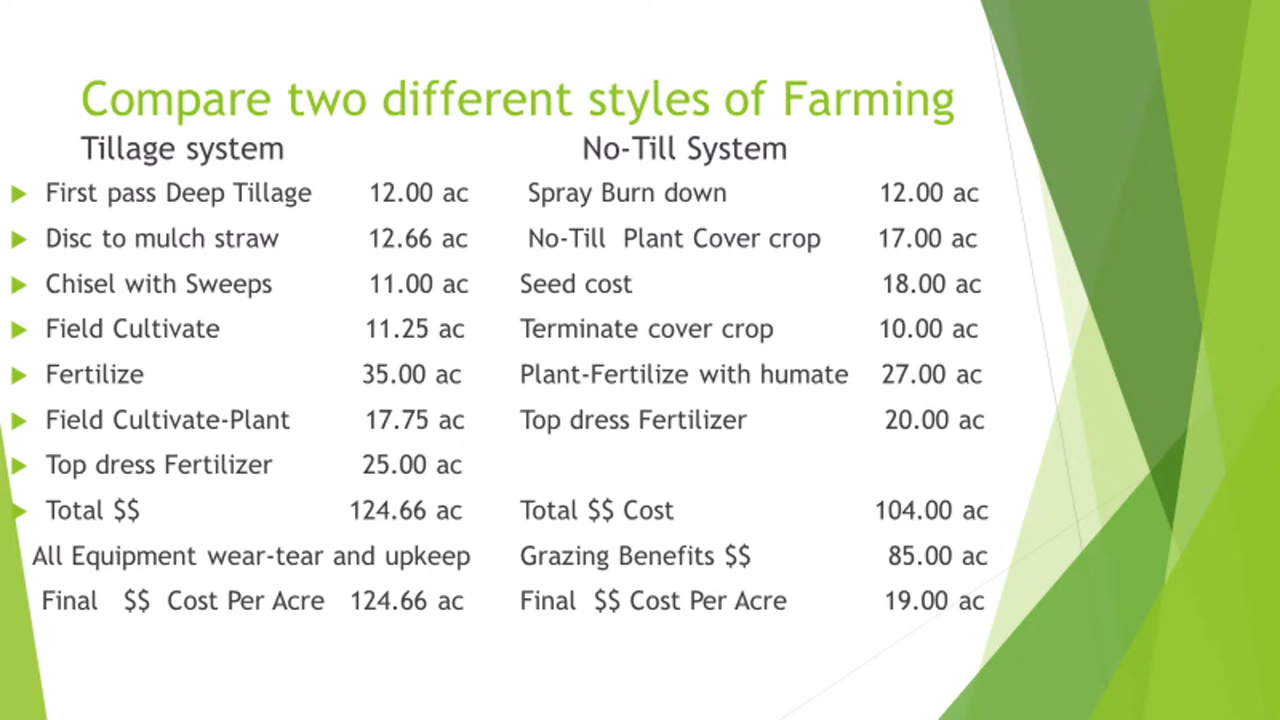 Compare two different styles of Farming
Tillage system No-Till System
First pass Deep Tillage 12.00 ac Spray Burn down 12.00 ac
Disc to mulch straw 12.66 ac No-Till Plant Cover crop 17.00 ac
Chisel with Sweeps 11.00 ac Seed cost 18.00 ac
Field Cultivate 11.25 ac Terminate cover crop 10.00 ac
Fertilize 35.00 ac Plant-Fertilize with humate 27.00 ac
Field Cultivate-Plant 17.75 ac Top dress Fertilizer 20.00 ac
Top dress Fertilizer 25.00 ac
Total $$ 124.66 ac Total $$ Cost 104.00 ac
All Equipment wear-tear and upkeep Grazing Benefits $$ 85.00 ac
Final $$ Cost Per Acre 124.66 ac Final $$ Cost Per Acre 19.00 ac